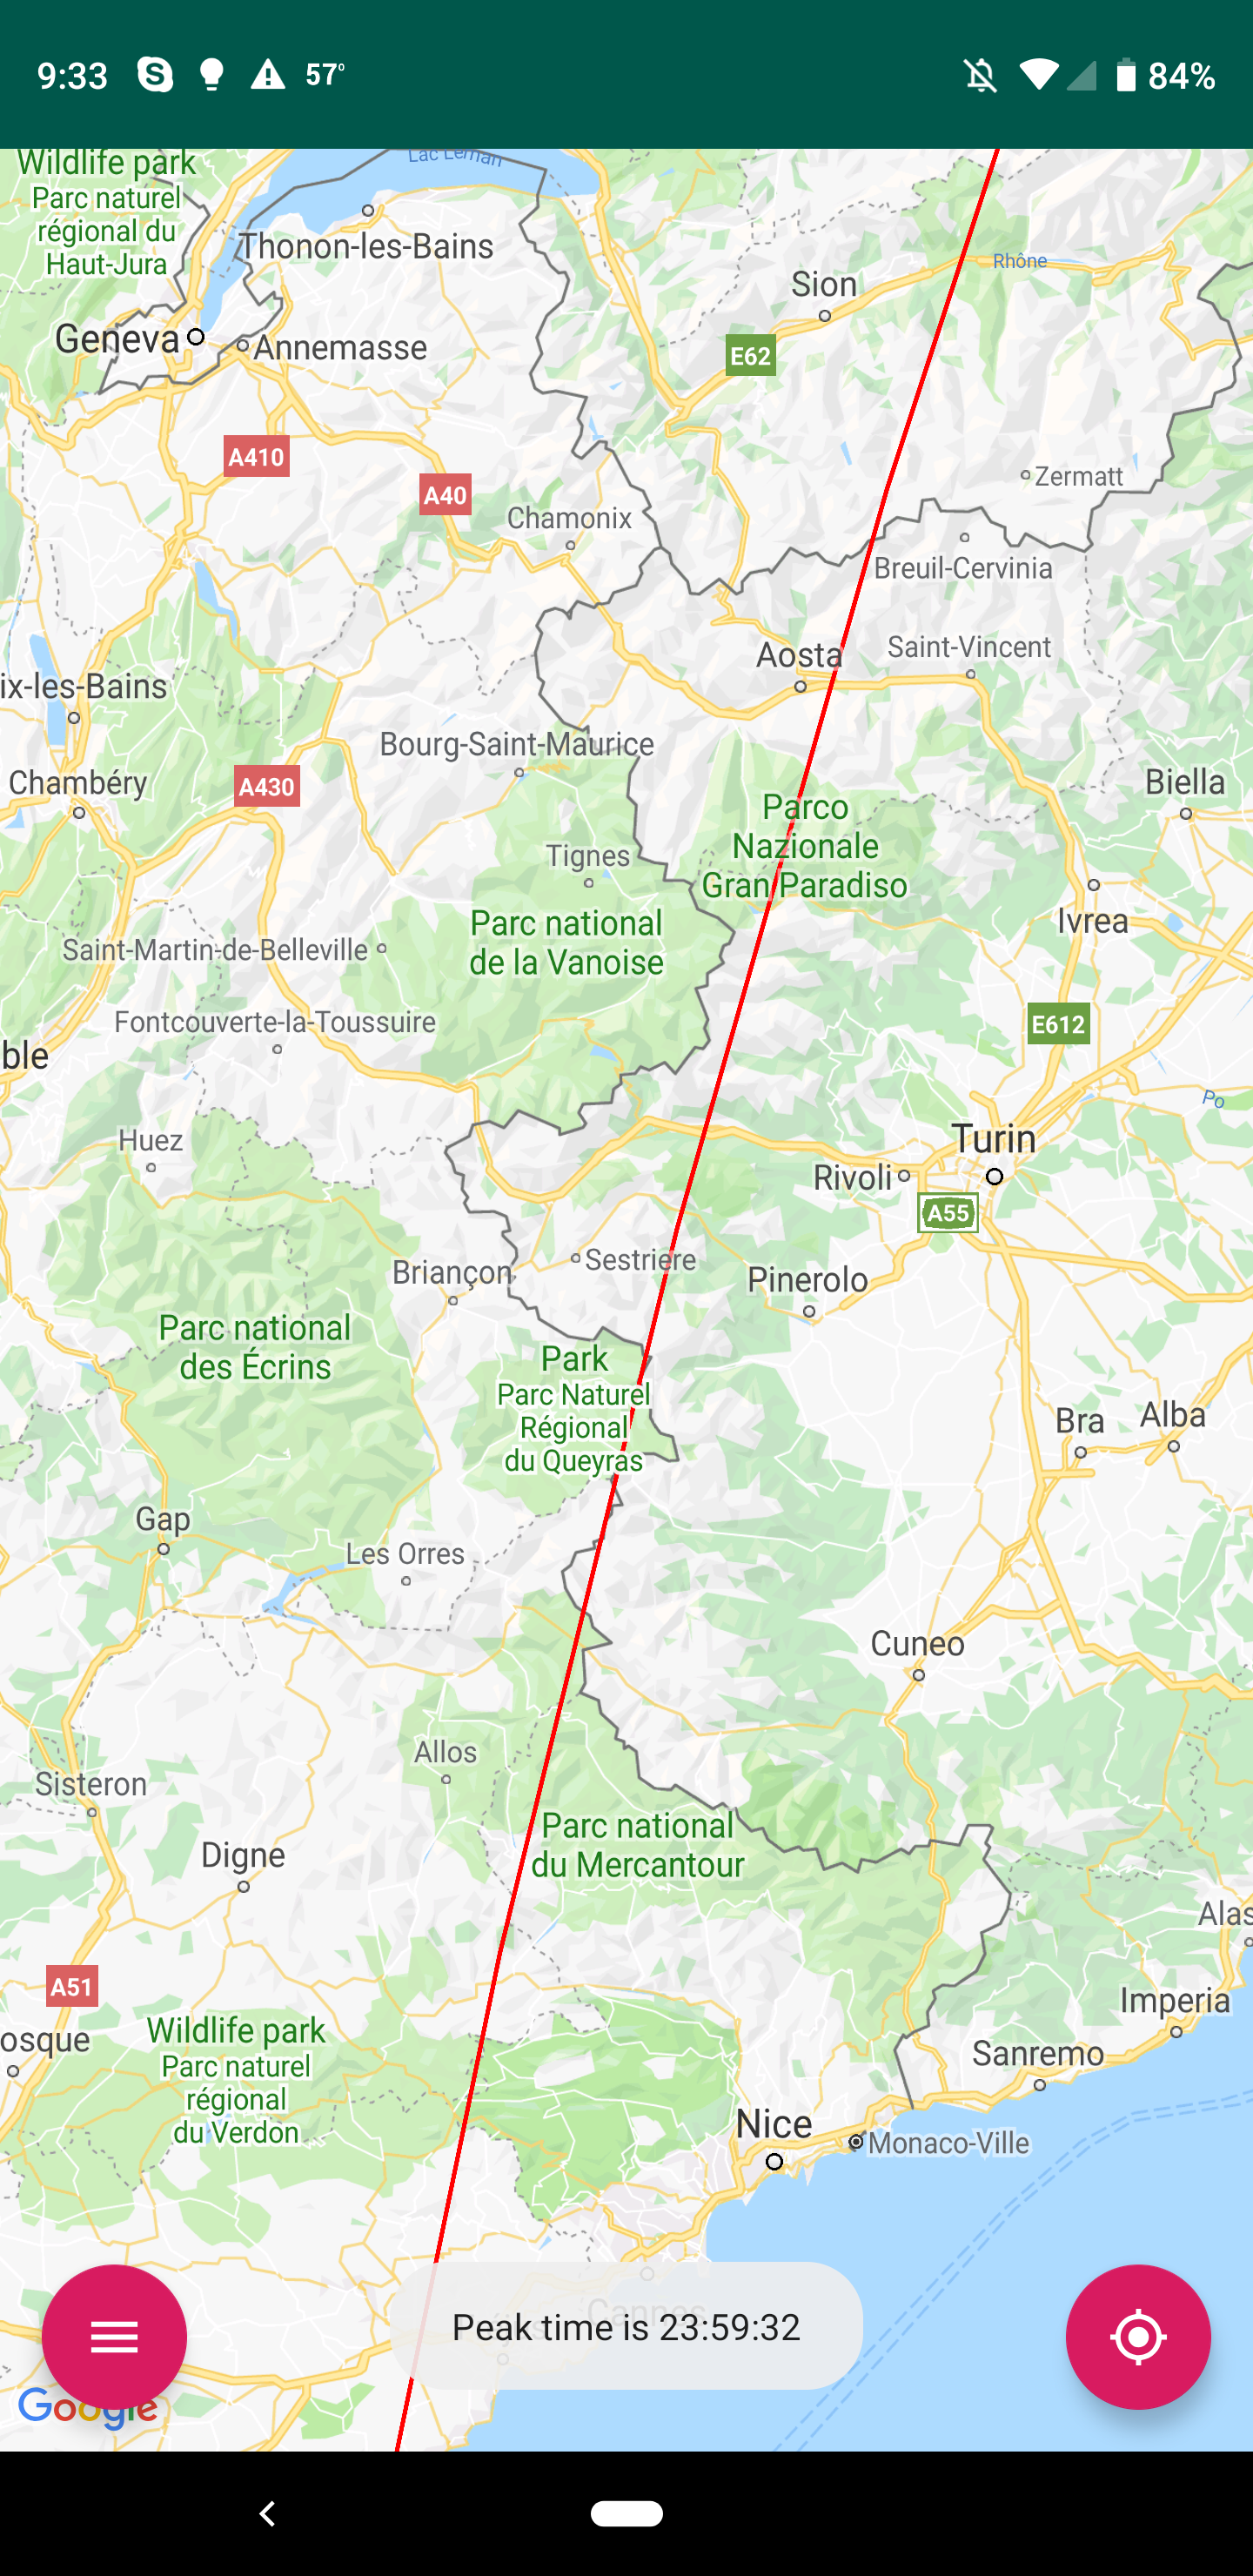 9:33
57°
84%
Wildlife park
Parc naturel
régional du
Haut-Jura
Lac Léman
Thonon-les-Bains
Sion
Rhône
Geneva
Annemasse
E62
A410
A40
Zermatt
Chamonix
Breuil-Cervinia
Aosta
Saint-Vincent
ix-les-Bains
Bourg-Saint-Maurice
Chambéry
A430
Biella
Parco
Nazionale
Gran Paradiso
Tignes
Parc national
de la Vanoise
Ivrea
Saint-Martin-de-Belleville
Fontcouverte-la-Toussuire
E612
ble
Po
Huez
Turin
Rivoli
A55
Briançon
Sestriere
Pinerolo
Parc national
des Écrins
Park
Parc Naturel
Régional
du Queyras
Bra
Alba
Gap
Les Orres
Cuneo
Allos
Sisteron
Parc national
du Mercantour
Digne
Alas
A51
Imperia
osque
Wildlife park
Parc naturel
régional
du Verdon
Sanremo
Nice
Monaco-Ville
Cannes
Peak time is 23:59:32
Google